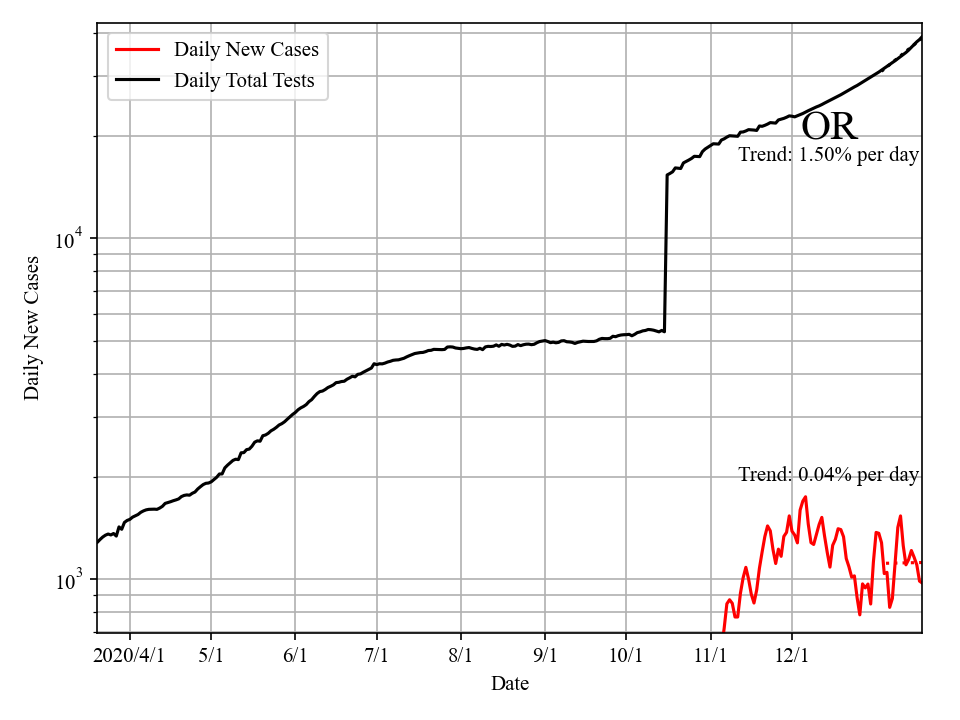 Daily New Cases
Daily Total Tests
OR
Trend: 1.50% per day
10^4
Daily New Cases
Trend: 0.04% per day
10^3
2020/4/1 5/1 6/1 7/1 8/1 9/1 10/1 11/1 12/1
Date